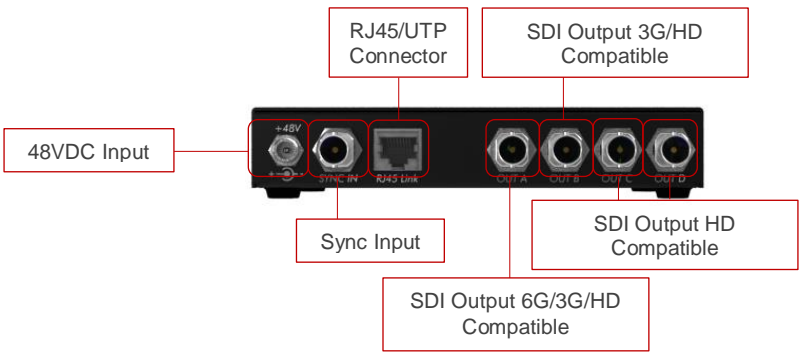 RJ45/UTP
Connector
SDI Output 3G/HD
Compatible
48VDC Input
+48V
+ -
SYNC IN
RJ45 Link
OUT A
OUT B
OUT C
OUT D
Sync Input
SDI Output HD
Compatible
SDI Output 6G/3G/HD
Compatible